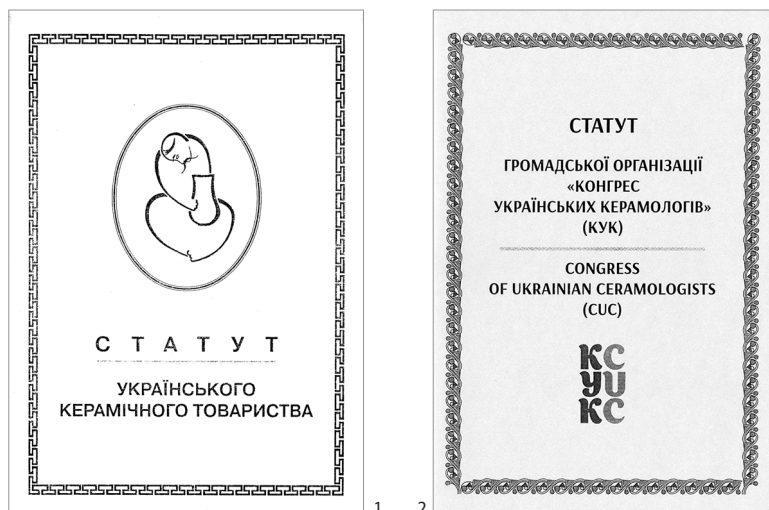 СТАТУТ
УКРАЇНСЬКОГО
КЕРАМІЧНОГО ТОВАРИСТВА
1
СТАТУТ
ГРОМАДСЬКОЇ ОРГАНІЗАЦІЇ
«КОНГРЕС
УКРАЇНСЬКИХ КЕРАМОЛОГІВ»
(КУК)
CONGRESS
OF UKRAINIAN CERAMOLOGISTS
(CUC)
КС
УU
КС
2